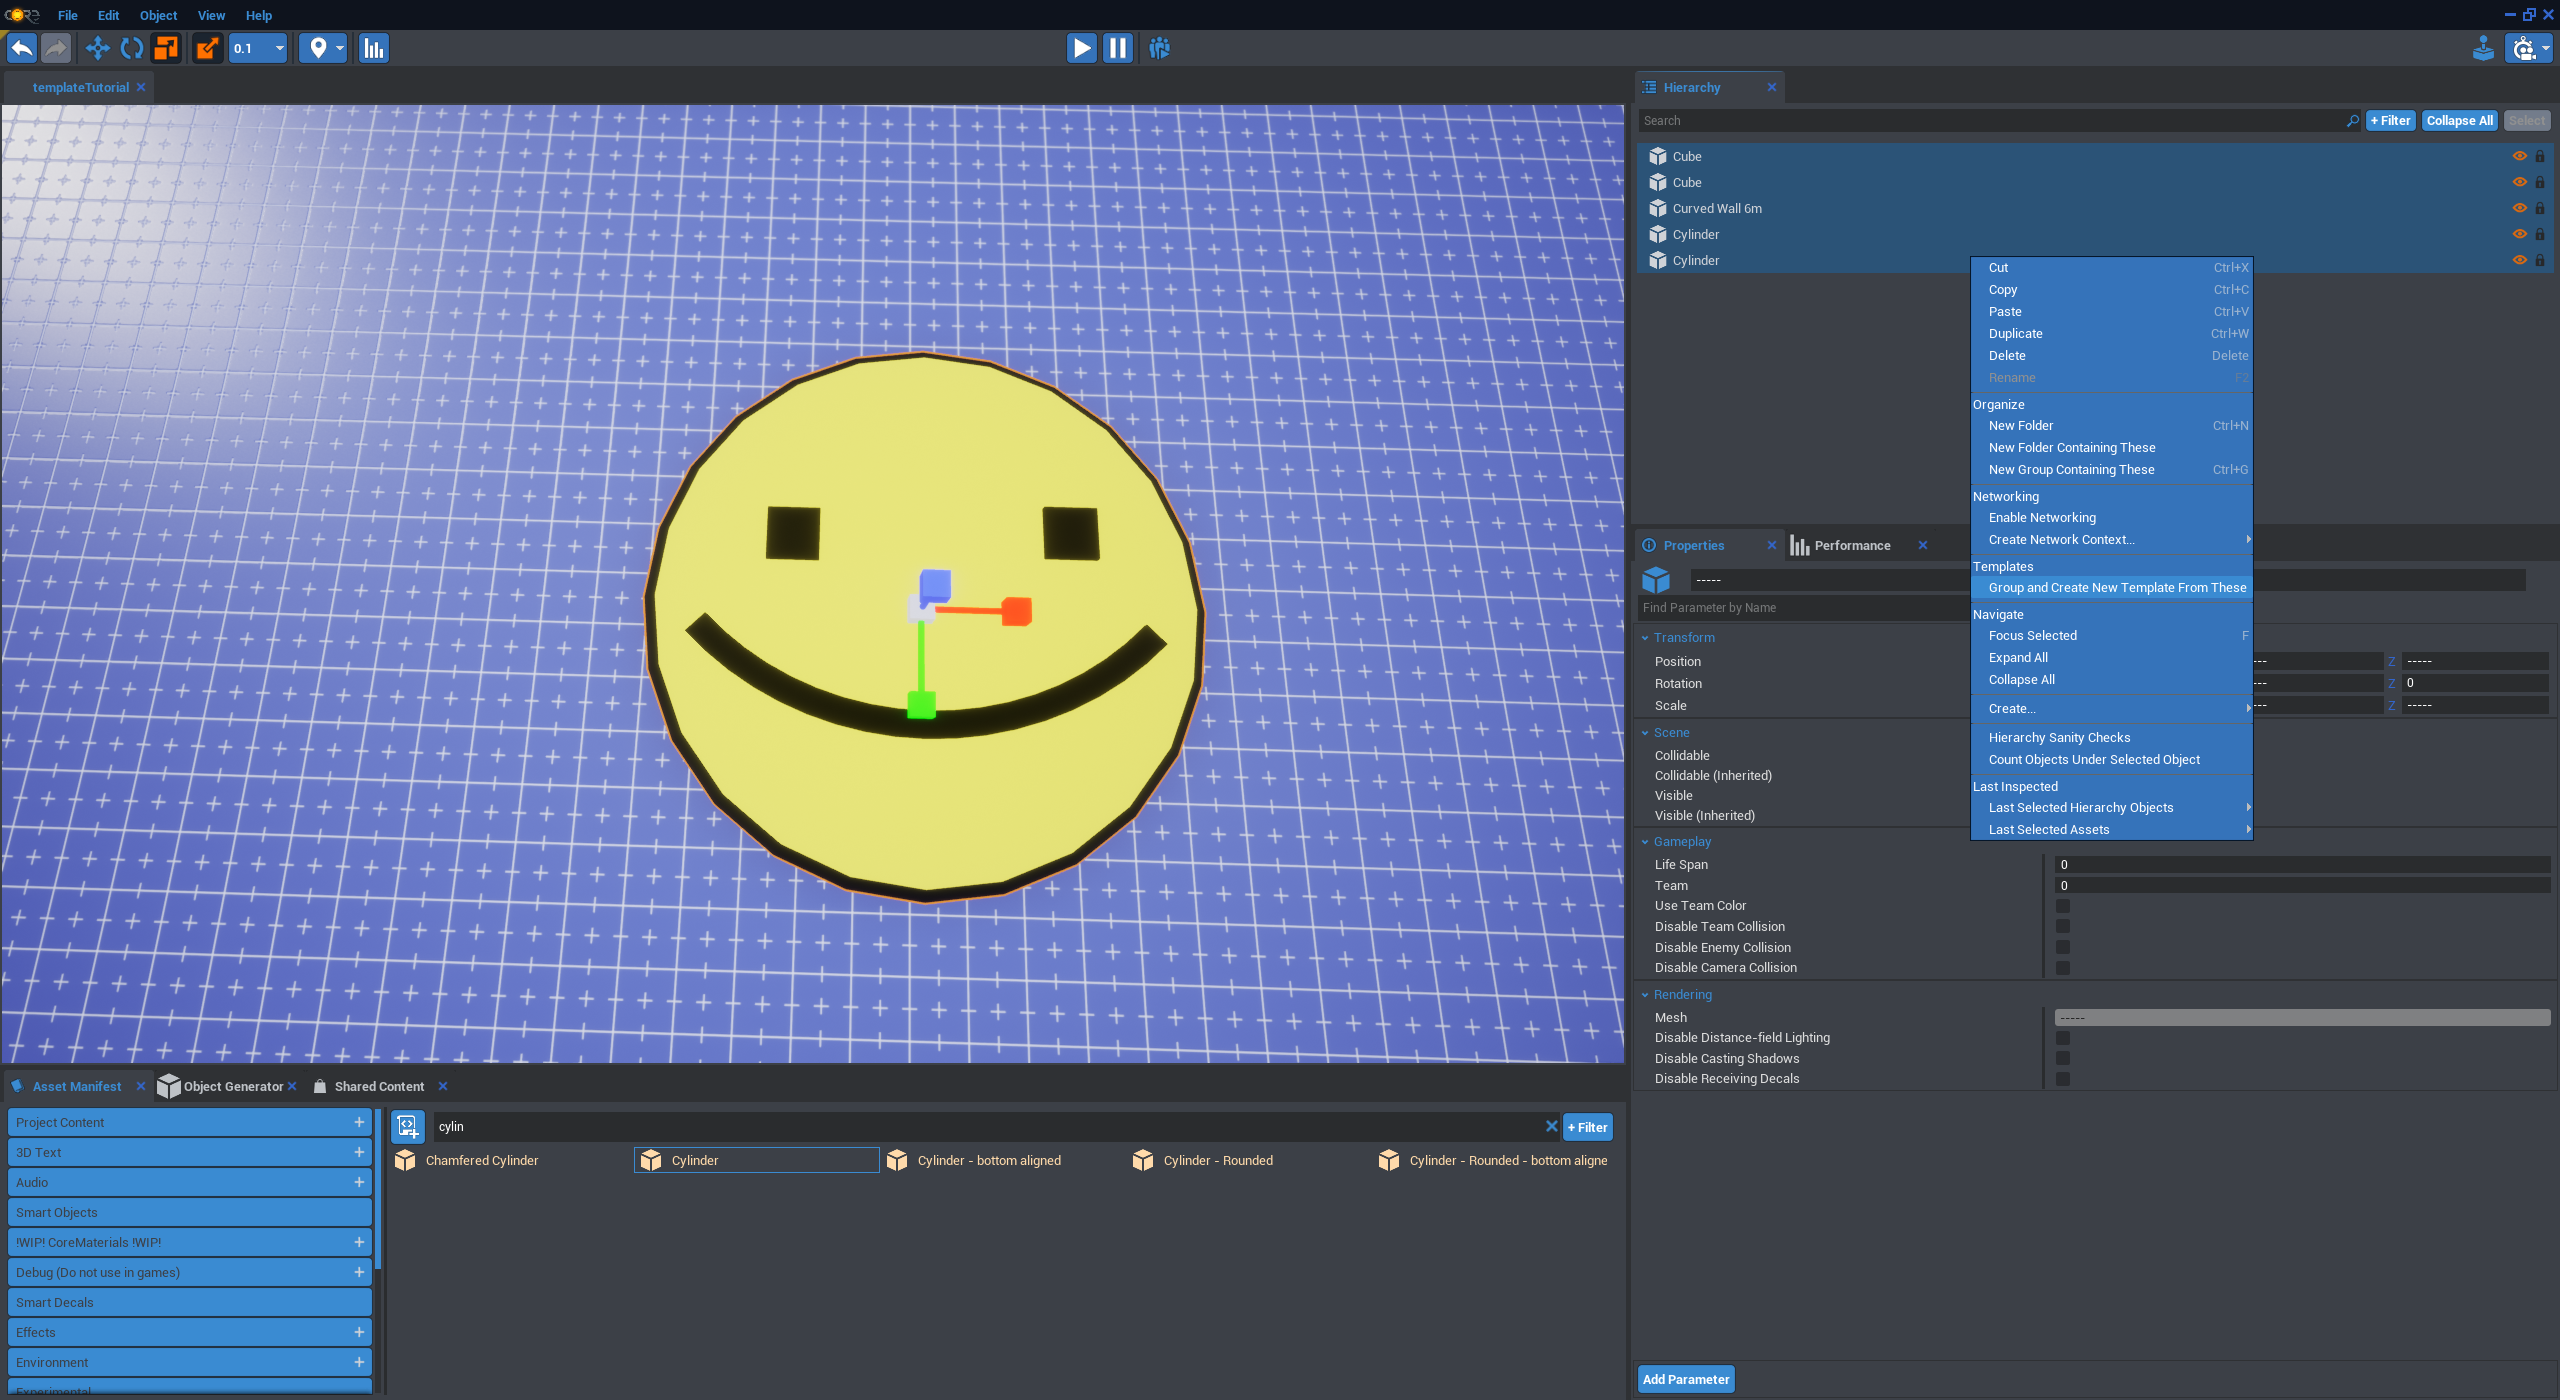 CORE File Edit Object View Help
0.1
templateTutorial
Hierarchy
Search
+ Filter
Collapse All
Select
Cube
Cube
Curved Wall 6m
Cylinder
Cylinder
Cut Ctrl+X
Copy Ctrl+C
Paste Ctrl+V
Duplicate Ctrl+W
Delete Delete
Rename F2
Organize
New Folder Ctrl+N
New Folder Containing These
New Group Containing These Ctrl+G
Networking
Enable Networking
Create Network Context...
Templates
Group and Create New Template From These
Navigate
Focus Selected F
Expand All
Collapse All
Create...
Hierarchy Sanity Checks
Count Objects Under Selected Object
Last Inspected
Last Selected Hierarchy Objects
Last Selected Assets
Properties
Performance
-----
Find Parameter by Name
Transform
Position --- Z -----
Rotation --- Z 0
Scale --- Z -----
Scene
Collidable
Collidable (Inherited)
Visible
Visible (Inherited)
Gameplay
Life Span 0
Team 0
Use Team Color
Disable Team Collision
Disable Enemy Collision
Disable Camera Collision
Rendering
Mesh -----
Disable Distance-field Lighting
Disable Casting Shadows
Disable Receiving Decals
Add Parameter
Asset Manifest
Object Generator
Shared Content
Project Content
3D Text
Audio
Smart Objects
!WIP! CoreMaterials !WIP!
Debug (Do not use in games)
Smart Decals
Effects
Environment
Experimental
cylin
+ Filter
Chamfered Cylinder
Cylinder
Cylinder - bottom aligned
Cylinder - Rounded
Cylinder - Rounded - bottom aligne